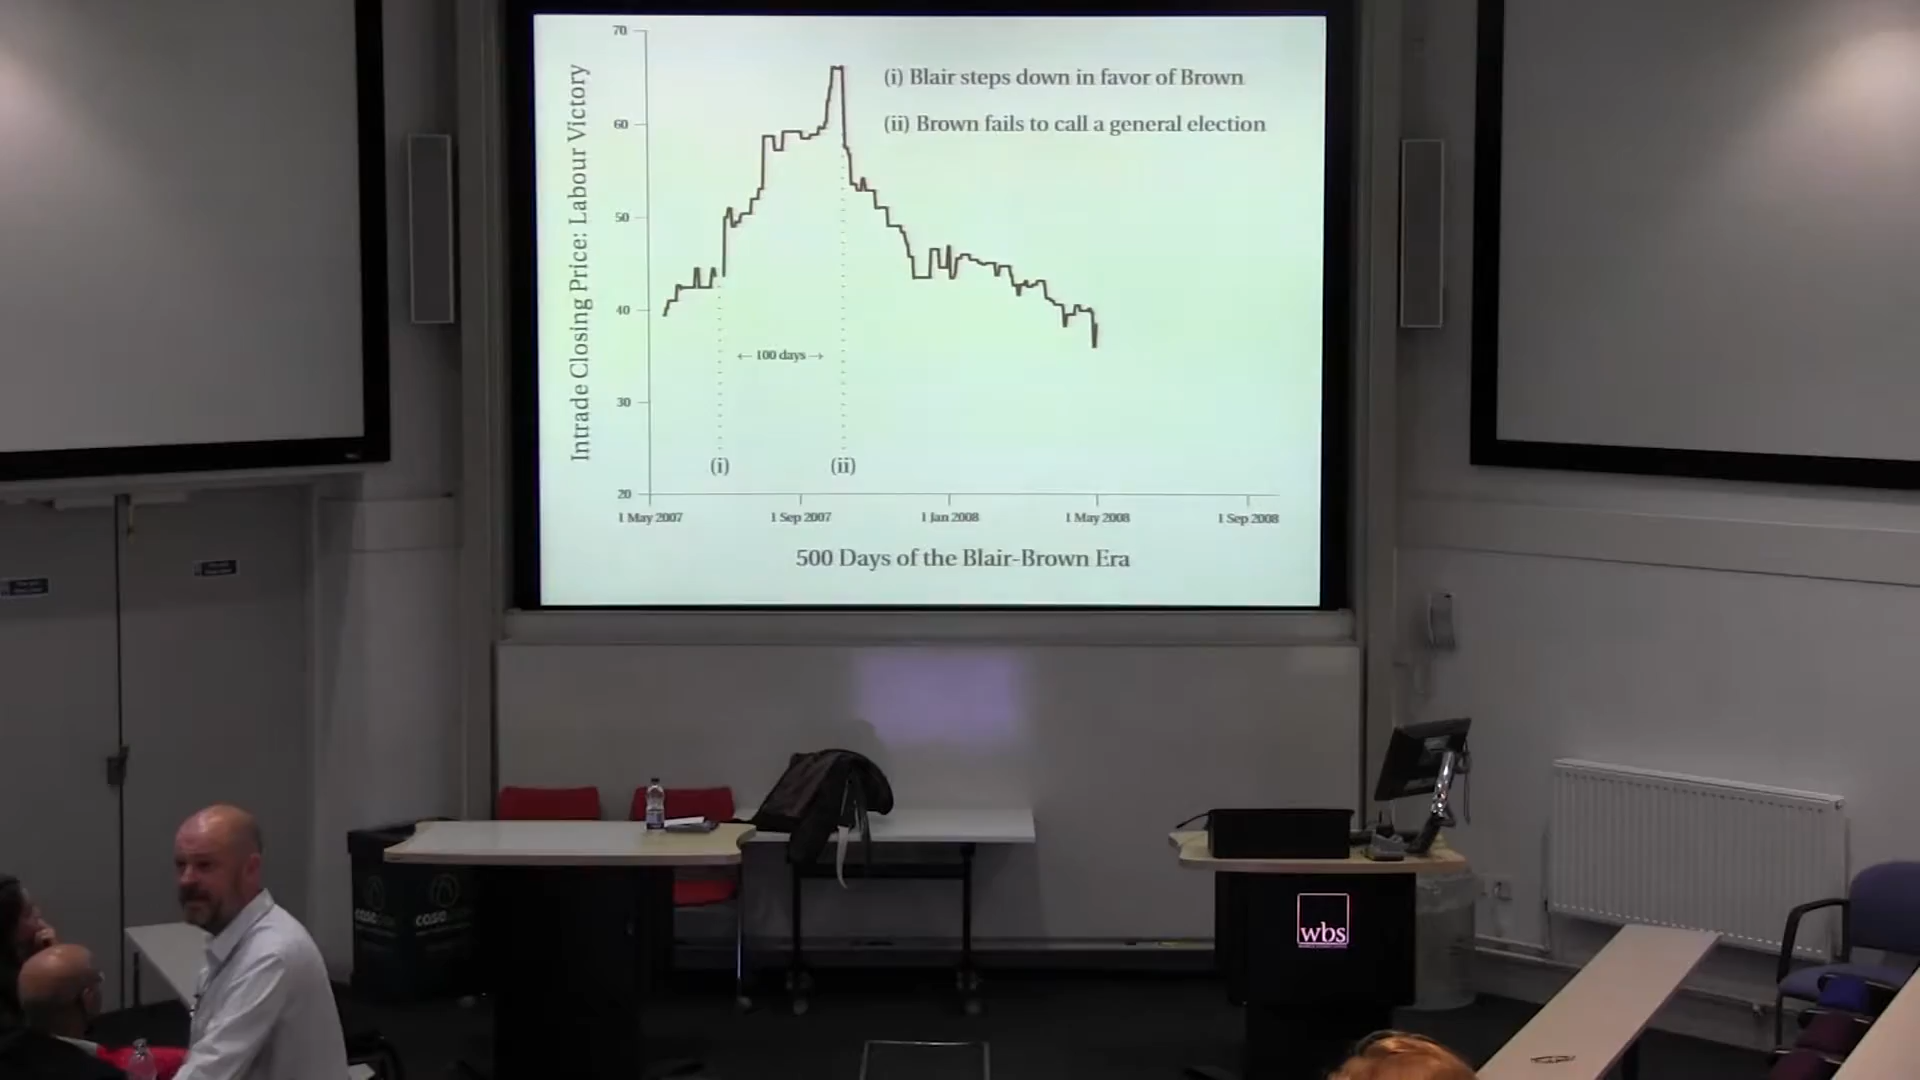 70
60
50
40
30
20
Intrade Closing Price: Labour Victory
(i) Blair steps down in favor of Brown
(ii) Brown fails to call a general election
← 100 days →
(i)
(ii)
1 May 2007
1 Sep 2007
1 Jan 2008
1 May 2008
1 Sep 2008
500 Days of the Blair-Brown Era
wbs